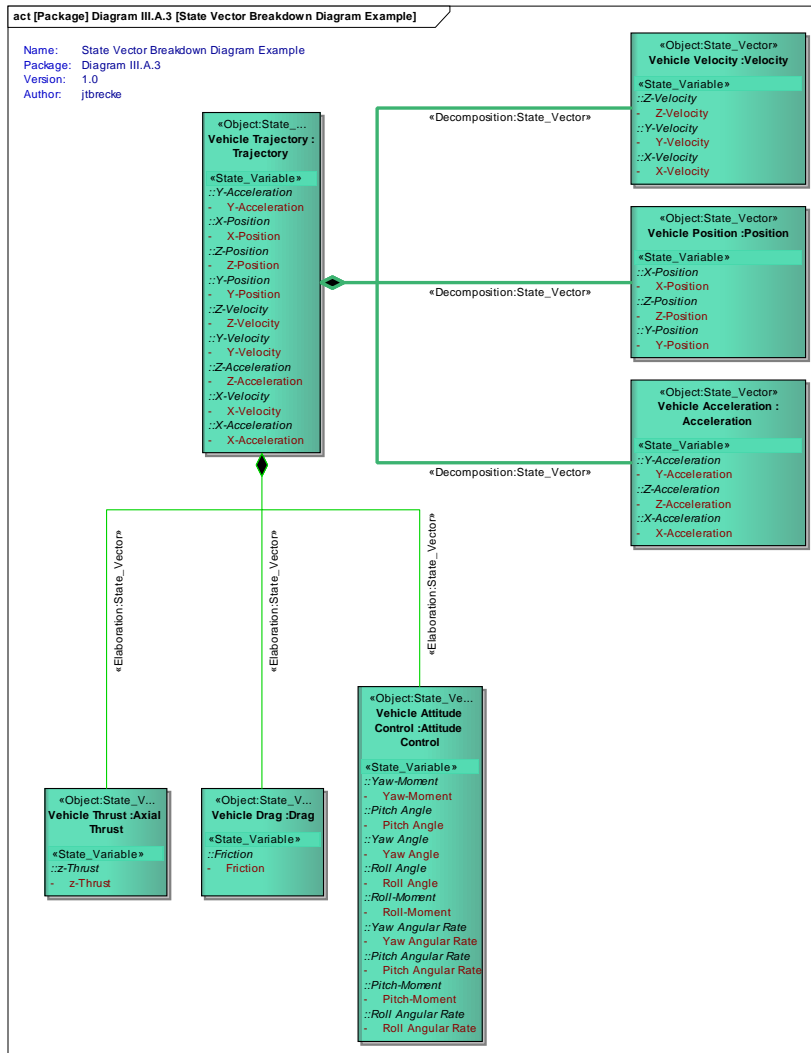 act [Package] Diagram III.A.3 [State Vector Breakdown Diagram Example]
Name: State Vector Breakdown Diagram Example
Package: Diagram III.A.3
Version: 1.0
Author: jtbrecke
«Object:State_...
Vehicle Trajectory :
Trajectory
«State_Variable»
::Y-Acceleration
- Y-Acceleration
::X-Position
- X-Position
::Z-Position
- Z-Position
::Y-Position
- Y-Position
::Z-Velocity
- Z-Velocity
::Y-Velocity
- Y-Velocity
::Z-Acceleration
- Z-Acceleration
::X-Velocity
- X-Velocity
::X-Acceleration
- X-Acceleration
«Decomposition:State_Vector»
«Decomposition:State_Vector»
«Decomposition:State_Vector»
«Object:State_Vector»
Vehicle Velocity :Velocity
«State_Variable»
::Z-Velocity
- Z-Velocity
::Y-Velocity
- Y-Velocity
::X-Velocity
- X-Velocity
«Object:State_Vector»
Vehicle Position :Position
«State_Variable»
::X-Position
- X-Position
::Z-Position
- Z-Position
::Y-Position
- Y-Position
«Object:State_Vector»
Vehicle Acceleration :
Acceleration
«State_Variable»
::Y-Acceleration
- Y-Acceleration
::Z-Acceleration
- Z-Acceleration
::X-Acceleration
- X-Acceleration
«Elaboration:State_Vector»
«Elaboration:State_Vector»
«Elaboration:State_Vector»
«Object:State_V...
Vehicle Thrust :Axial
Thrust
«State_Variable»
::z-Thrust
- z-Thrust
«Object:State_V...
Vehicle Drag :Drag
«State_Variable»
::Friction
- Friction
«Object:State_Ve...
Vehicle Attitude
Control :Attitude
Control
«State_Variable»
::Yaw-Moment
- Yaw-Moment
::Pitch Angle
- Pitch Angle
::Yaw Angle
- Yaw Angle
::Roll Angle
- Roll Angle
::Roll-Moment
- Roll-Moment
::Yaw Angular Rate
- Yaw Angular Rate
::Pitch Angular Rate
- Pitch Angular Rate
::Pitch-Moment
- Pitch-Moment
::Roll Angular Rate
- Roll Angular Rate